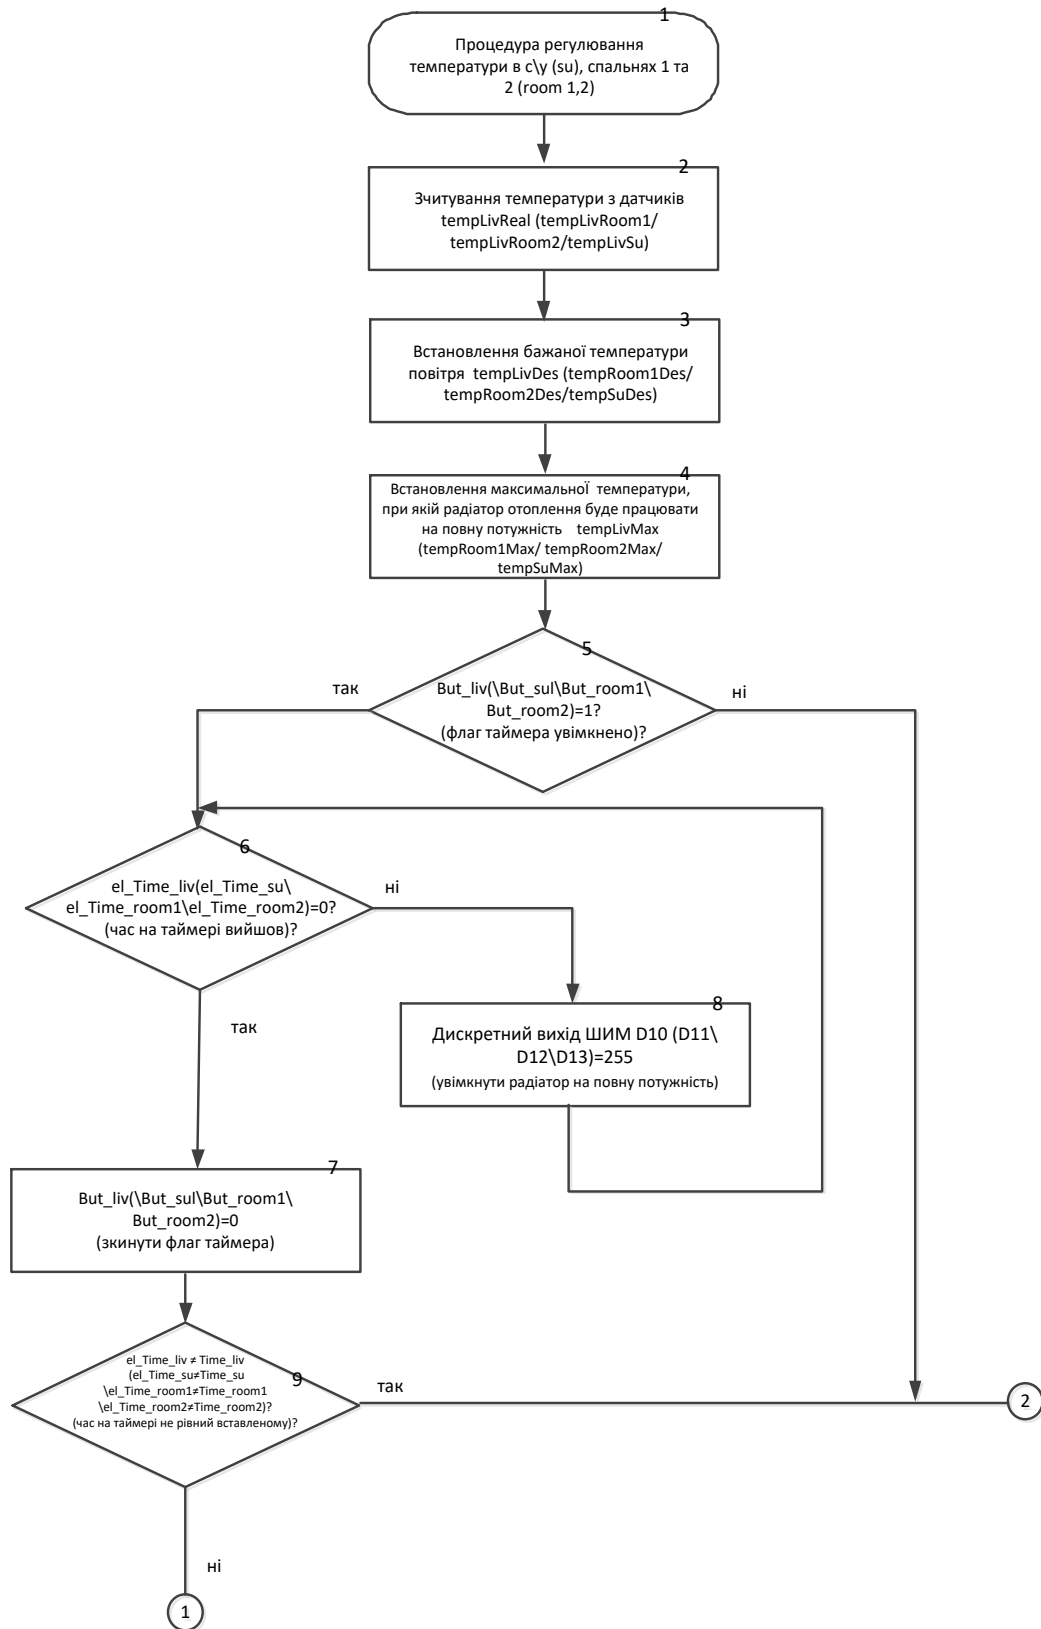 1
Процедура регулювання
температури в с\у (su), спальнях 1 та
2 (room 1,2)
2
Зчитування температури з датчиків
tempLivReal (tempLivRoom1/
tempLivRoom2/tempLivSu)
3
Встановлення бажаної температури
повітря tempLivDes (tempRoom1Des/
tempRoom2Des/tempSuDes)
4
Встановлення максимальної температури,
при якій радіатор отоплення буде працювати
на повну потужність tempLivMax
(tempRoom1Max/ tempRoom2Max/
tempSuMax)
5
But_liv(\But_sul\But_room1\
But_room2)=1?
(флаг таймера увімкнено)?
так
ні
6
el_Time_liv(el_Time_su\
el_Time_room1\el_Time_room2)=0?
(час на таймері вийшов)?
ні
так
8
Дискретний вихід ШИМ D10 (D11\
D12\D13)=255
(увімкнути радіатор на повну потужність)
7
But_liv(\But_sul\But_room1\
But_room2)=0
(зкинути флаг таймера)
9
el_Time_liv ≠ Time_liv
(el_Time_su≠Time_su
\el_Time_room1≠Time_room1
\el_Time_room2≠Time_room2)?
(час на таймері не рівний вставленому)?
так
2
ні
1